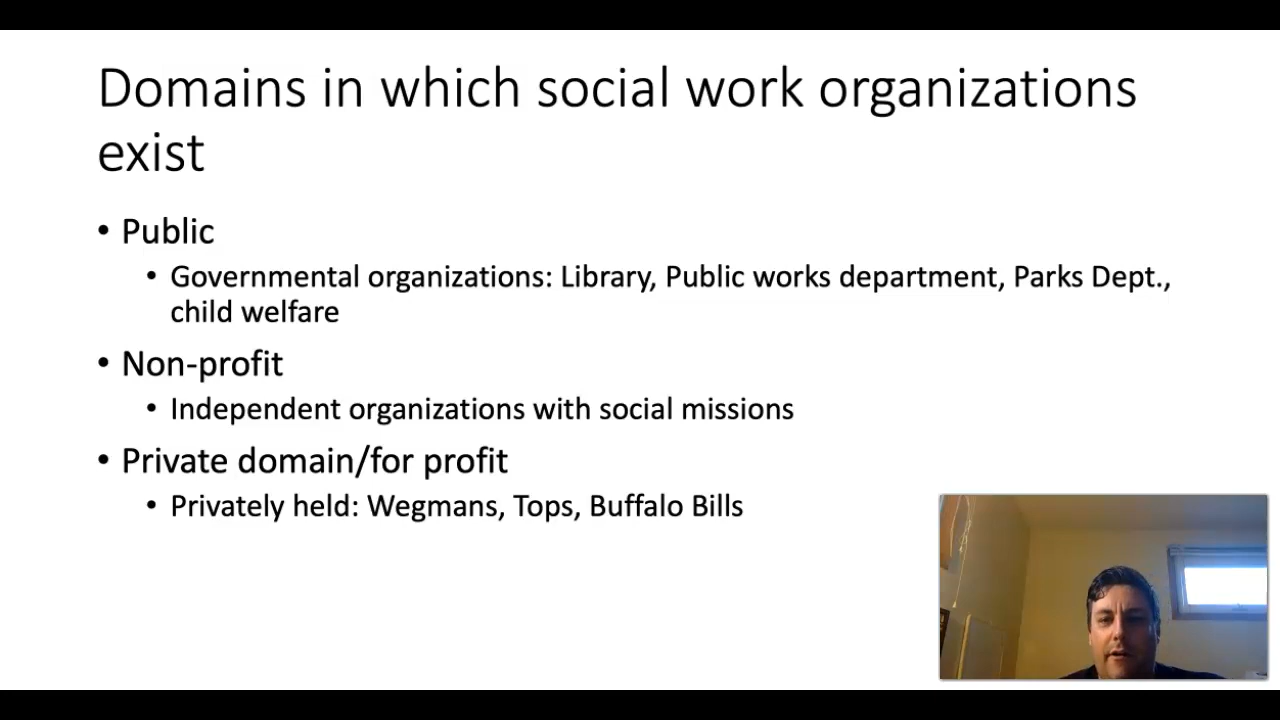 Domains in which social work organizations
exist
• Public
• Governmental organizations: Library, Public works department, Parks Dept.,
child welfare
• Non-profit
• Independent organizations with social missions
• Private domain/for profit
• Privately held: Wegmans, Tops, Buffalo Bills